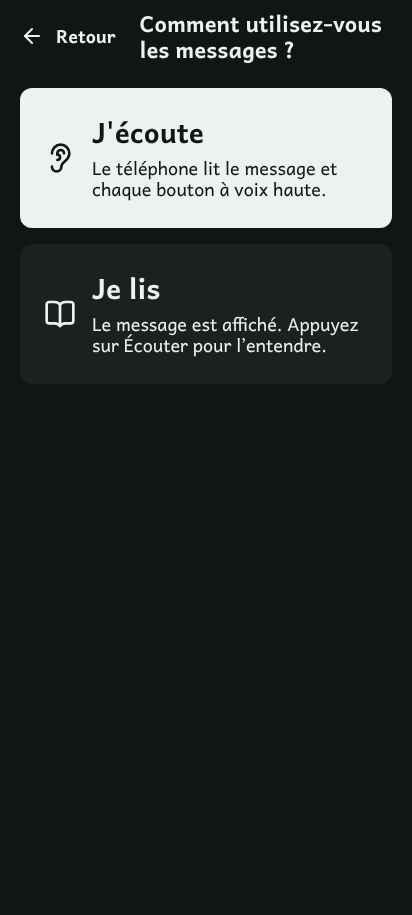 Retour
Comment utilisez-vous
les messages ?
J'écoute
Le téléphone lit le message et
chaque bouton à voix haute.
Je lis
Le message est affiché. Appuyez
sur Écouter pour l’entendre.